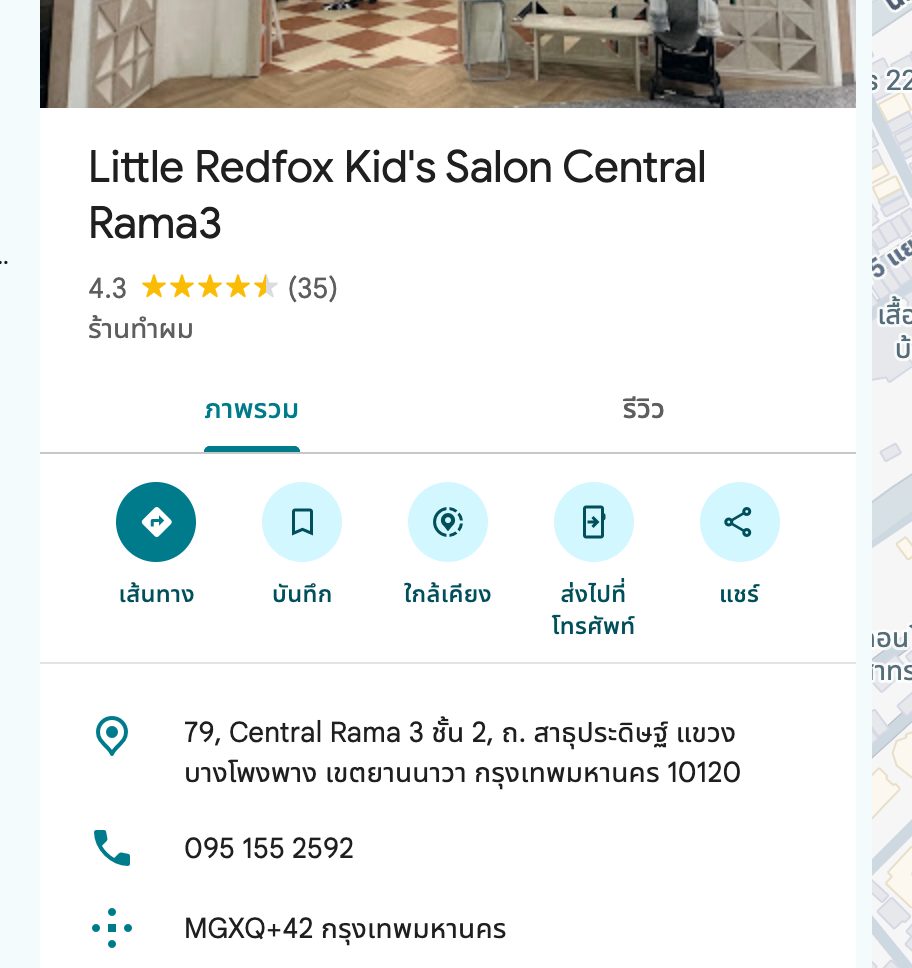 Little Redfox Kid's Salon Central
Rama3
4.3 (35)
ร้านทำผม
ภาพรวม รีวิว
เส้นทาง บันทึก ใกล้เคียง ส่งไปที่ แชร์
โทรศัพท์
79, Central Rama 3 ชั้น 2, ถ. สาธุประดิษฐ์ แขวง
บางโพงพาง เขตยานนาวา กรุงเทพมหานคร 10120
095 155 2592
MGXQ+42 กรุงเทพมหานคร
22